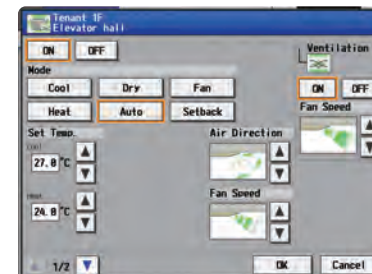 Tenant 1F
Elevator hall
ON OFF
Ventilation
Mode
Cool Dry Fan
ON OFF
Heat Auto Setback
Fan Speed
Set Temp.
Air Direction
Cool
27.0 °C
Heat
24.0 °C
Fan Speed
1/2
OK Cancel